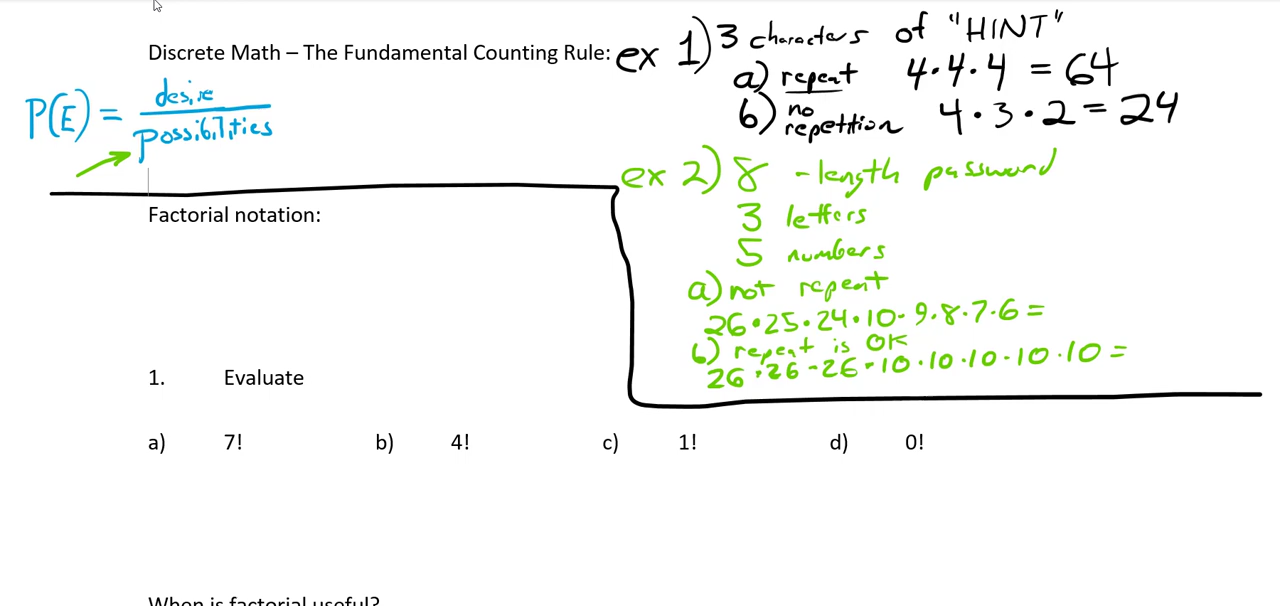 Discrete Math – The Fundamental Counting Rule:
P(E) = desire / possibilities
ex 1) 3 characters of "HINT"
a) repeat 4·4·4 = 64
b) no repetition 4·3·2 = 24
ex 2) 8 -length password
3 letters
5 numbers
a) not repeat
26·25·24·10·9·8·7·6=
b) repeat is OK
26·26·26·10·10·10·10·10=
Factorial notation:
1. Evaluate
a) 7! b) 4! c) 1! d) 0!
When is factorial useful?